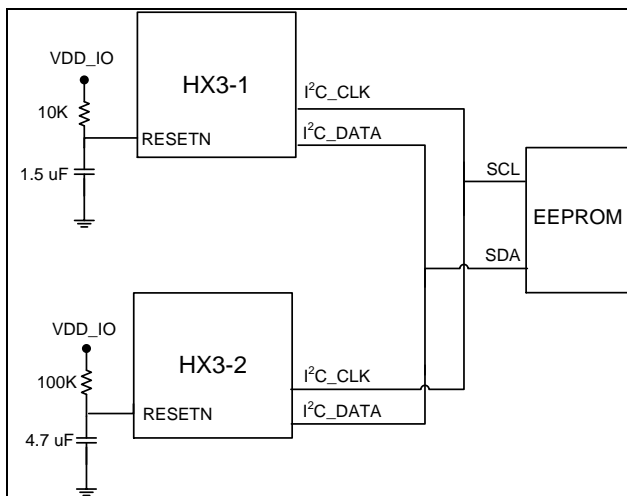 VDD_IO
10K
1.5 uF
RESETN
HX3-1
I²C_CLK
I²C_DATA
SCL
SDA
EEPROM
VDD_IO
100K
4.7 uF
RESETN
HX3-2
I²C_CLK
I²C_DATA